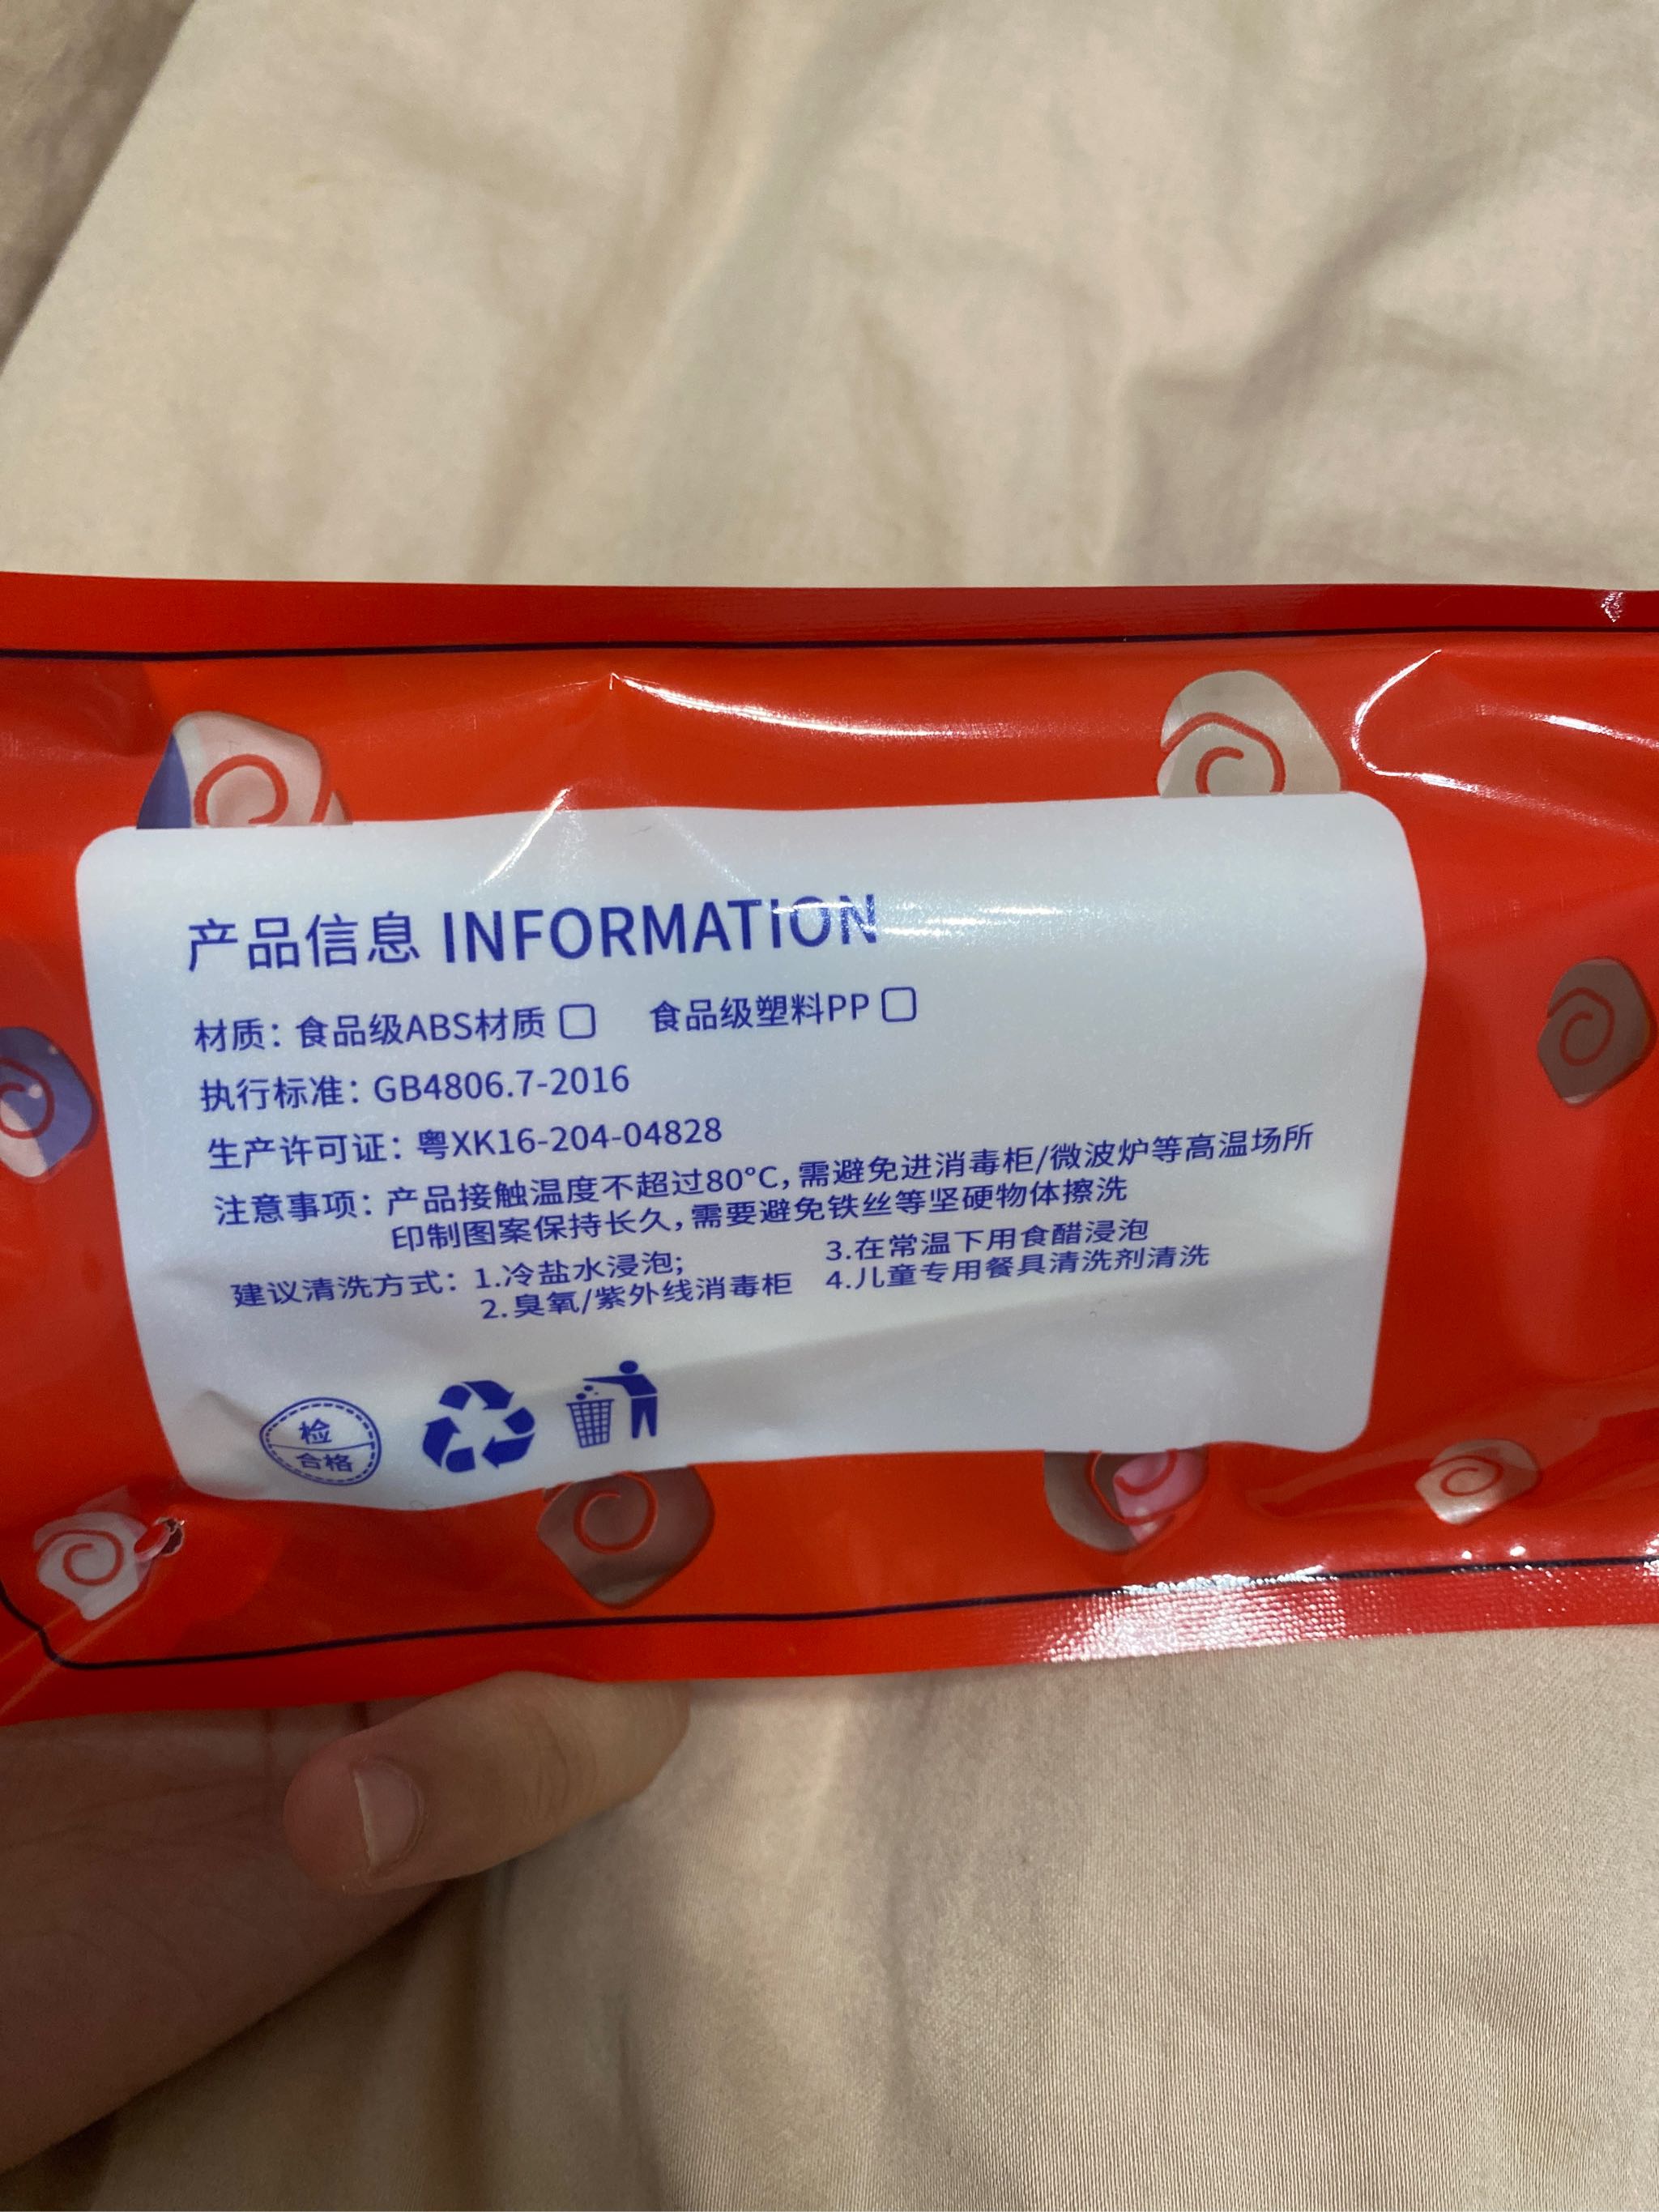 产品信息 INFORMATION
材质：食品级ABS材质 食品级塑料PP
执行标准：GB4806.7-2016
生产许可证：粤XK16-204-04828
注意事项：产品接触温度不超过80°C，需避免进消毒柜/微波炉等高温场所
印制图案保持长久，需要避免铁丝等坚硬物体擦洗
建议清洗方式：1.冷盐水浸泡; 3.在常温下用食醋浸泡
2.臭氧/紫外线消毒柜 4.儿童专用餐具清洗剂清洗
检
合格